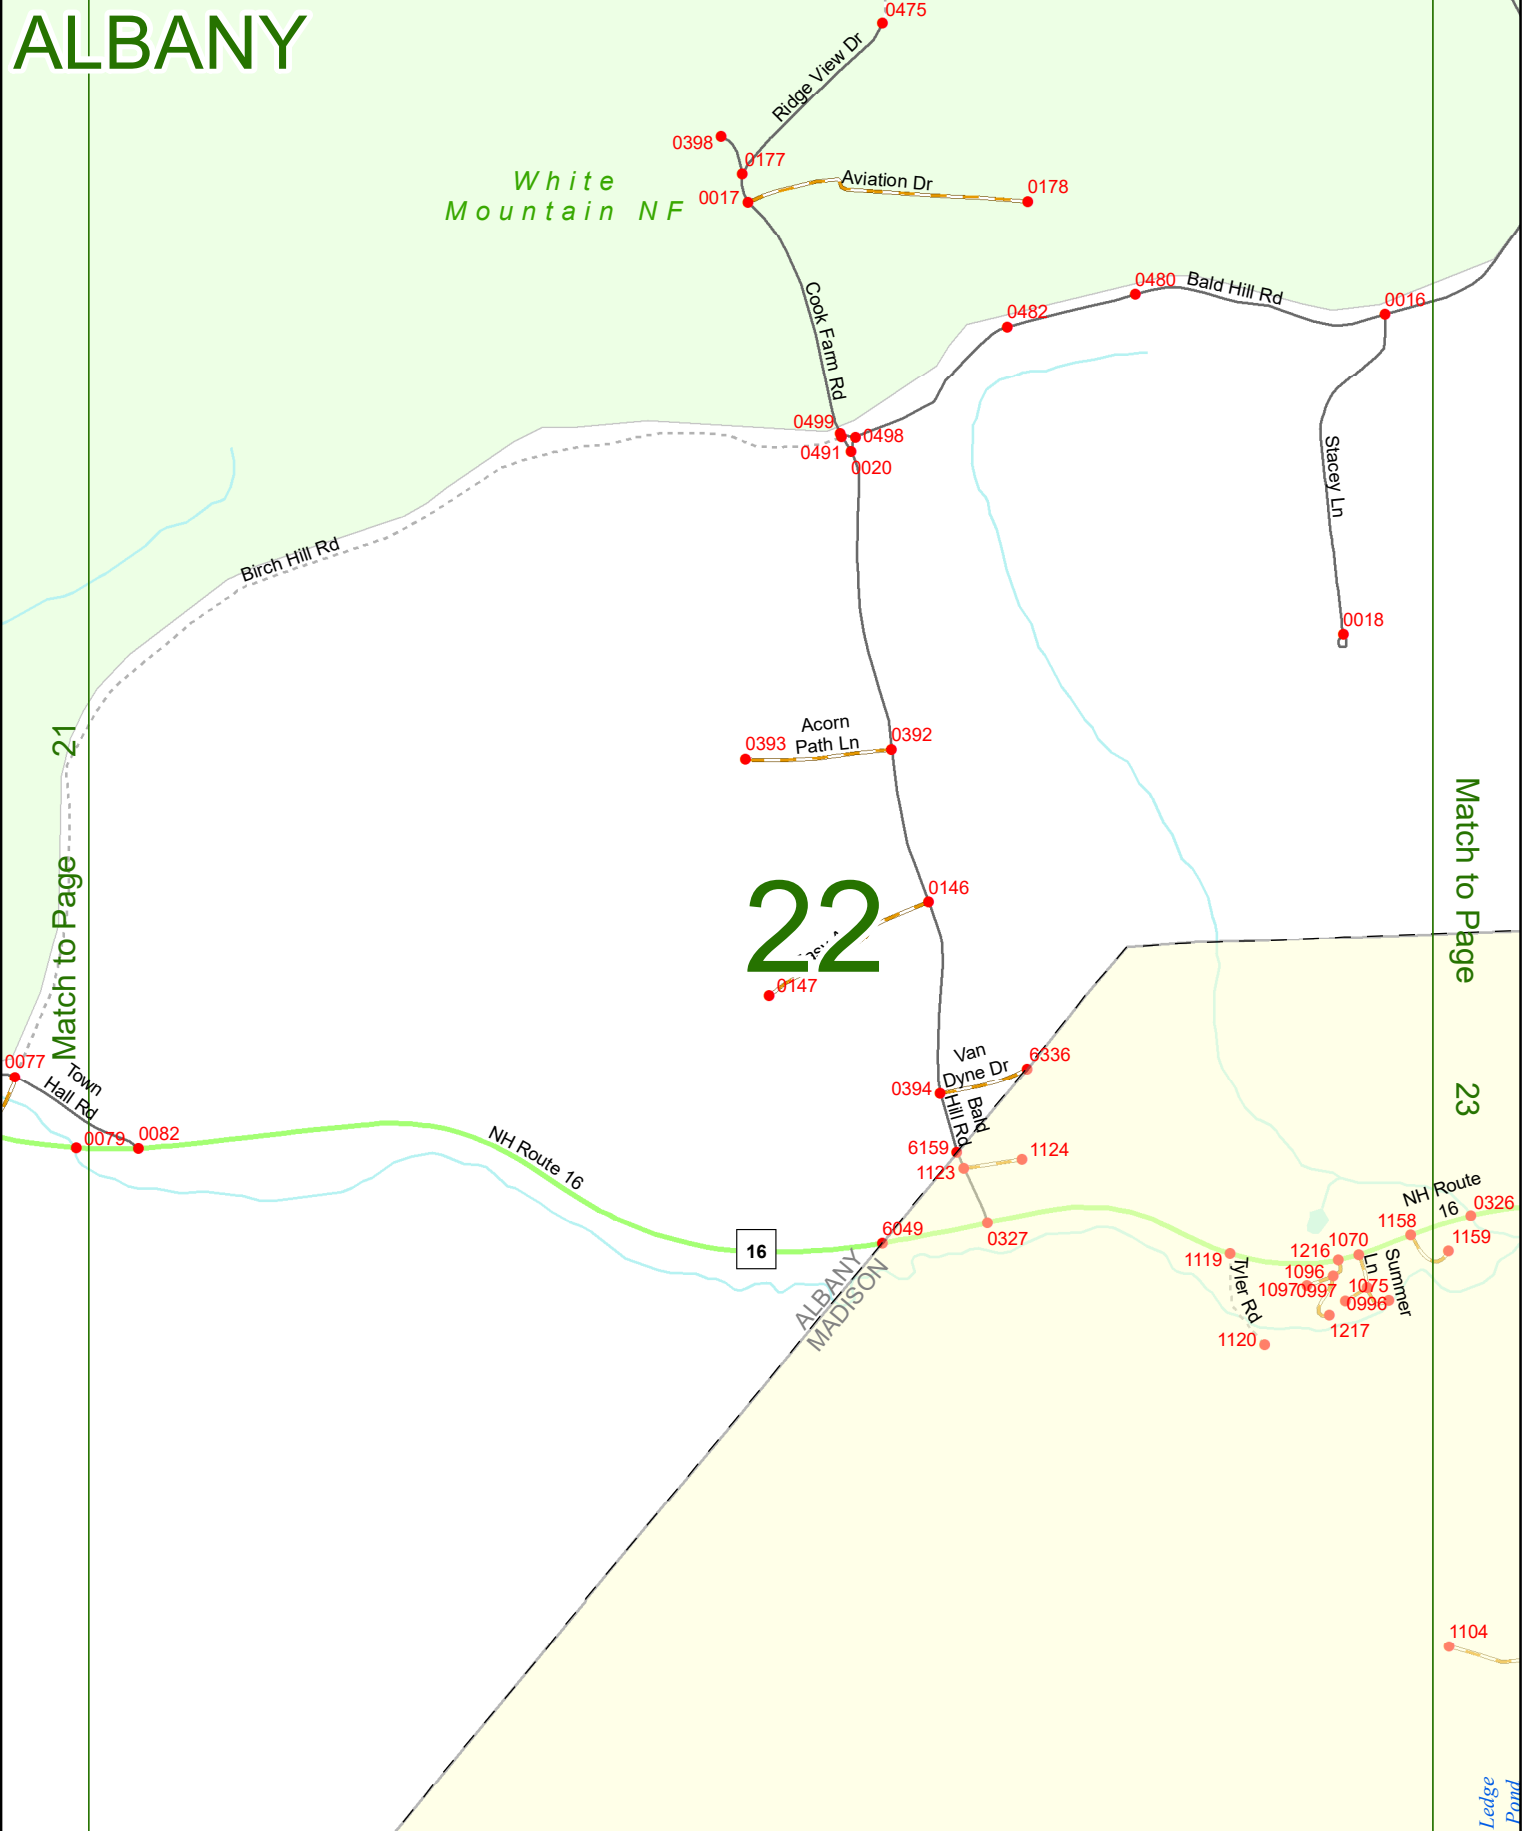 ALBANY
0475
Ridge View Dr
0398
0177
White
Mountain NF
0017
Aviation Dr
0178
Cook Farm Rd
0482
0480
Bald Hill Rd
0016
0499
0498
0491
0020
Stacey Ln
Birch Hill Rd
0018
Acorn
Path Ln
0393
0392
Match to Page 21
Match to Page 23
22
0146
0147
0077
Town
Hall Rd
0079
0082
Van
Dyne Dr
6336
0394
Bald
Hill Rd
6159
1123
1124
NH Route 16
16
6049
0327
ALBANY
MADISON
NH Route
16
0326
1158
1159
1119
Tyler Rd
1120
1216
1070
1096
1097
0997
1075
0996
1217
Summer
Ln
1104
Ledge
Pond